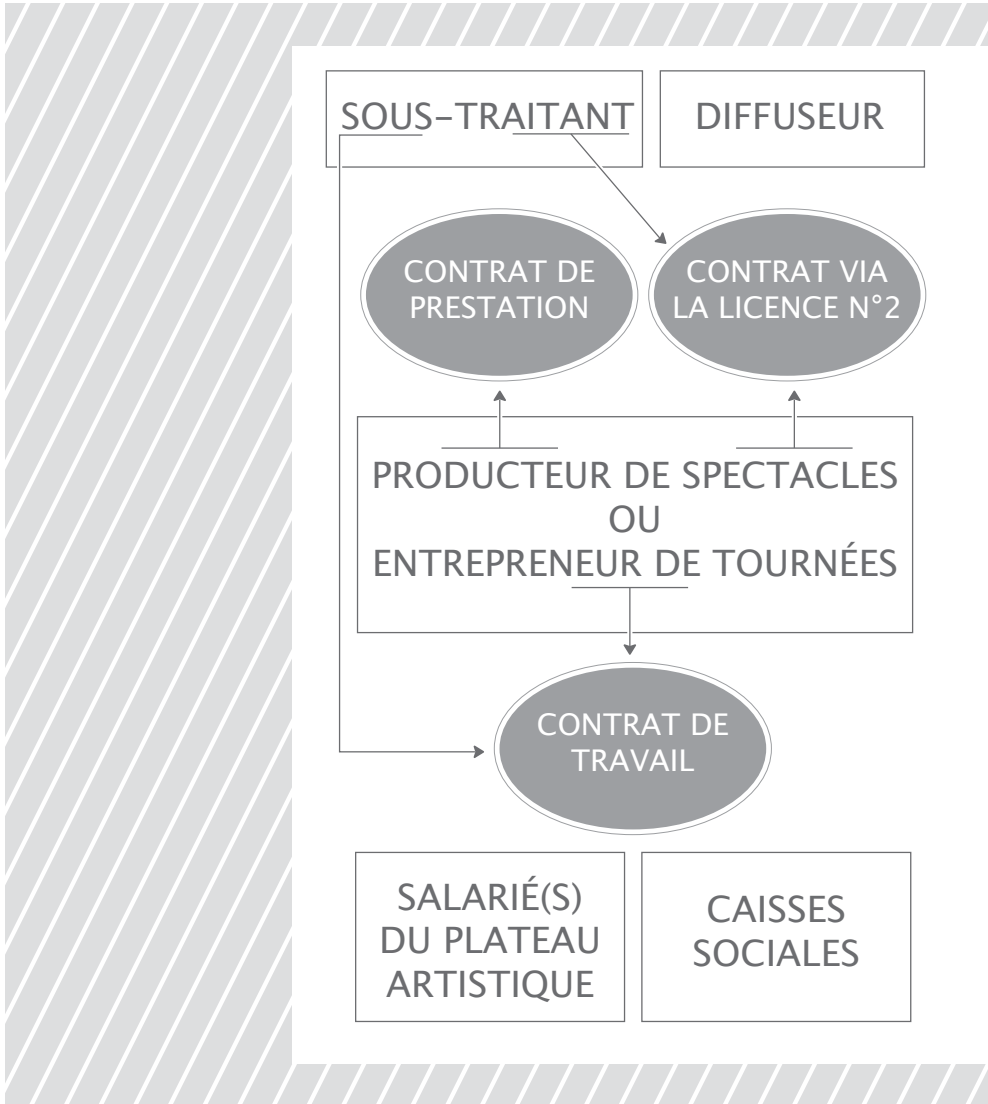 SOUS–TRAITANT
DIFFUSEUR
CONTRAT DE
PRESTATION
CONTRAT VIA
LA LICENCE N°2
PRODUCTEUR DE SPECTACLES
OU
ENTREPRENEUR DE TOURNÉES
CONTRAT DE
TRAVAIL
SALARIÉ(S)
DU PLATEAU
ARTISTIQUE
CAISSES
SOCIALES